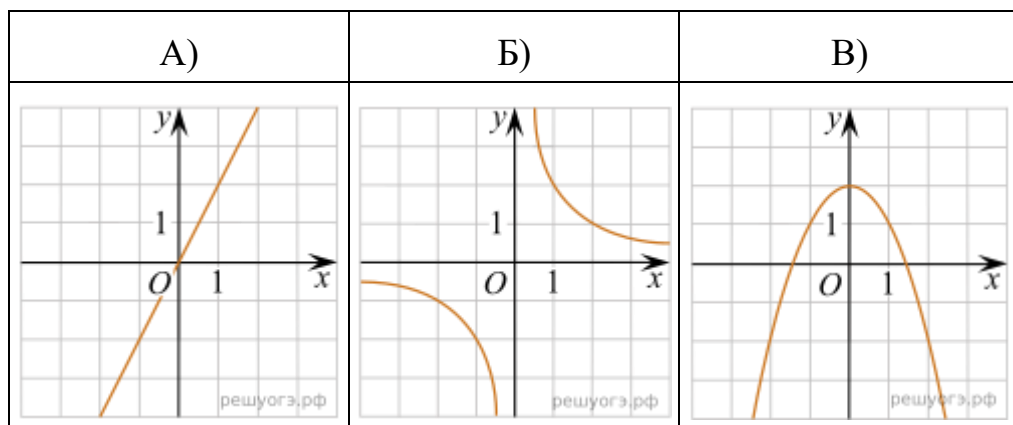 А) Б) В)
y y y
1 1 1
O 1 x O 1 x O 1 x
решуогэ.рф решуогэ.рф решуогэ.рф